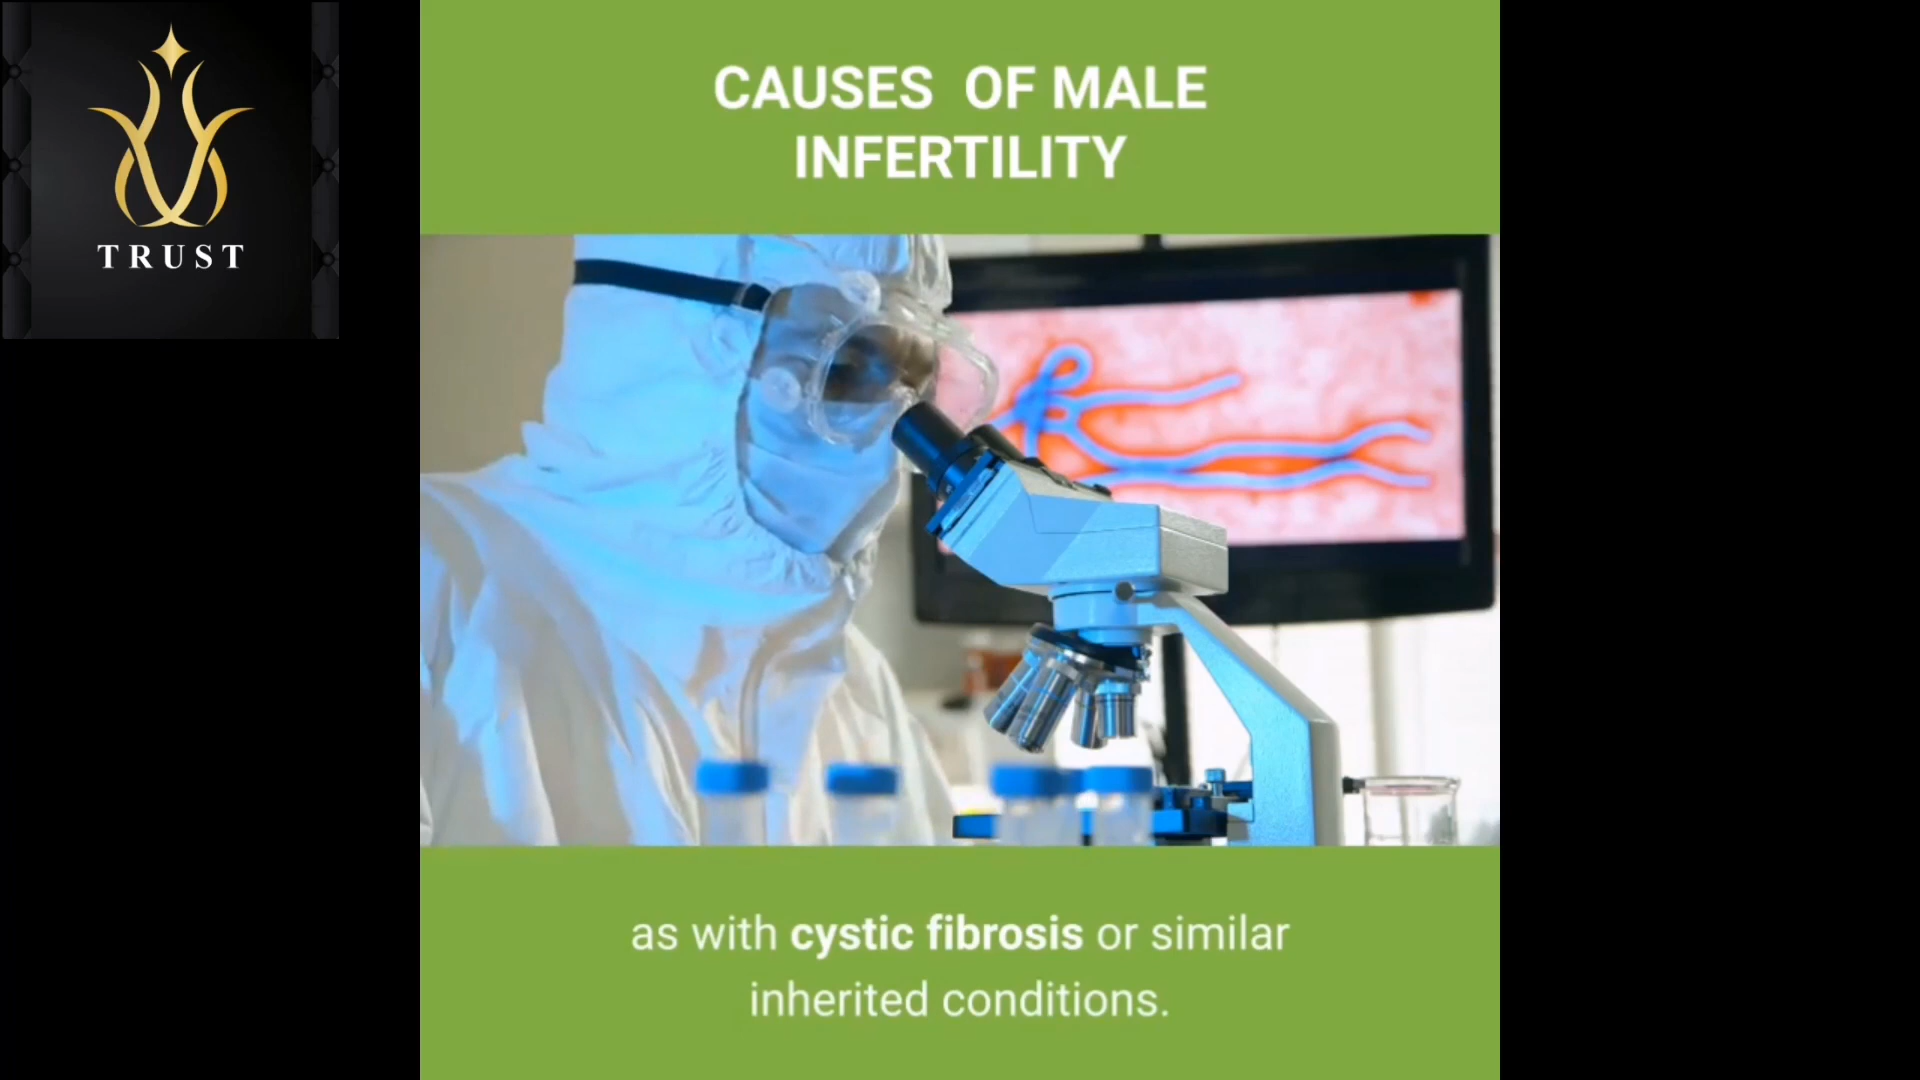 TRUST
CAUSES OF MALE
INFERTILITY
as with cystic fibrosis or similar
inherited conditions.